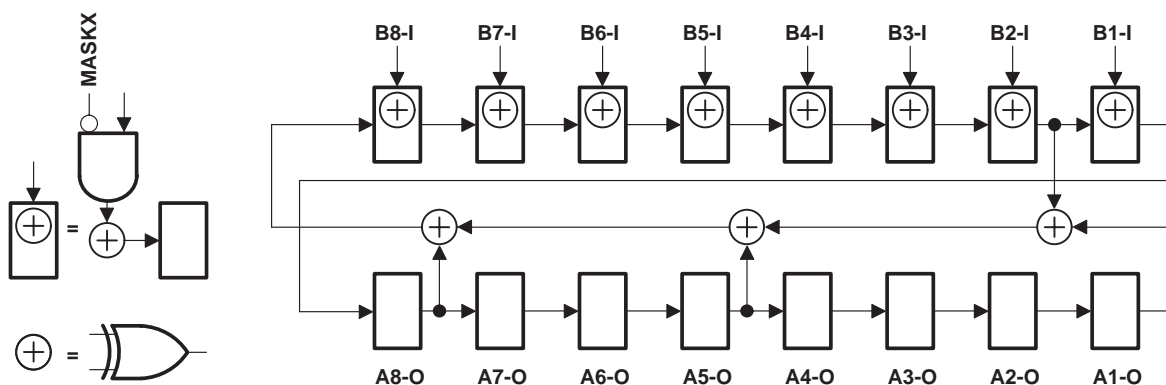 MASKX
=
=
B8-I B7-I B6-I B5-I B4-I B3-I B2-I B1-I
A8-O A7-O A6-O A5-O A4-O A3-O A2-O A1-O